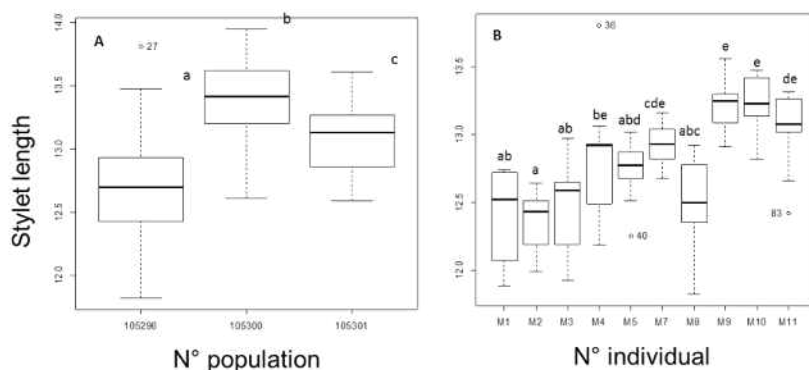 A
27
a
b
c
14.0
13.5
13.0
12.5
12.0
Stylet length
105296 105300 105301
N° population
B
36
ab a ab be abd cde abc e e de
40
83
13.5
13.0
12.5
12.0
M1 M2 M3 M4 M5 M7 M8 M9 M10 M11
N° individual